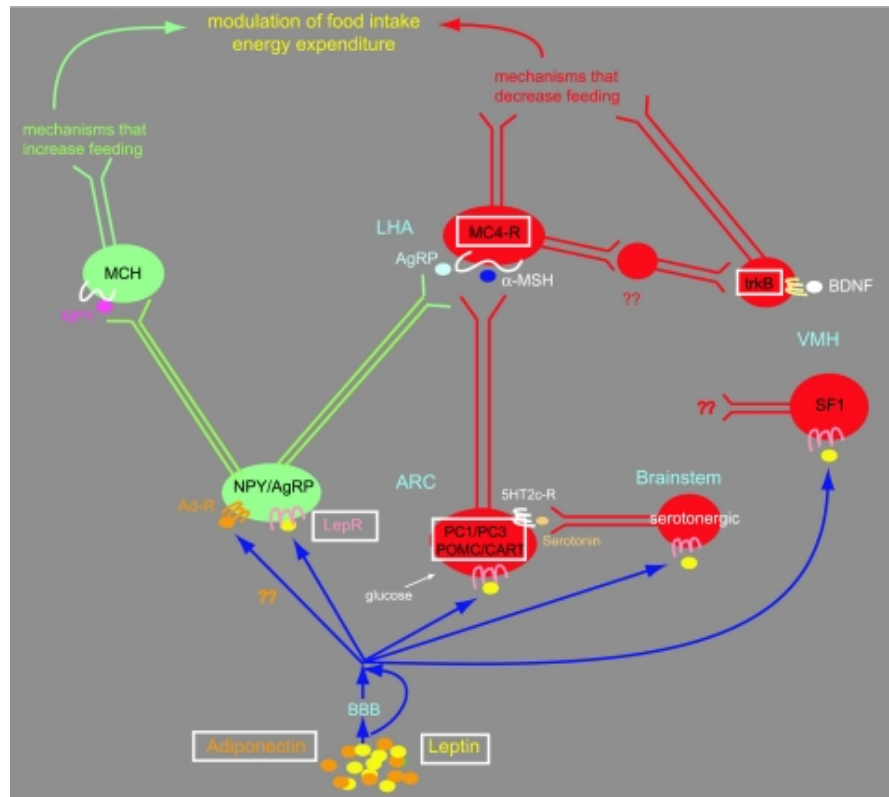 modulation of food intake
energy expenditure
mechanisms that
decrease feeding
mechanisms that
increase feeding
LHA
MC4-R
AgRP
α-MSH
MCH
NPY
??
trkB
BDNF
VMH
SF1
??
NPY/AgRP
Ad-R
LepR
ARC
5HT2c-R
Brainstem
PC1/PC3
POMC/CART
Serotonin
serotonergic
glucose
??
BBB
Adiponectin
Leptin